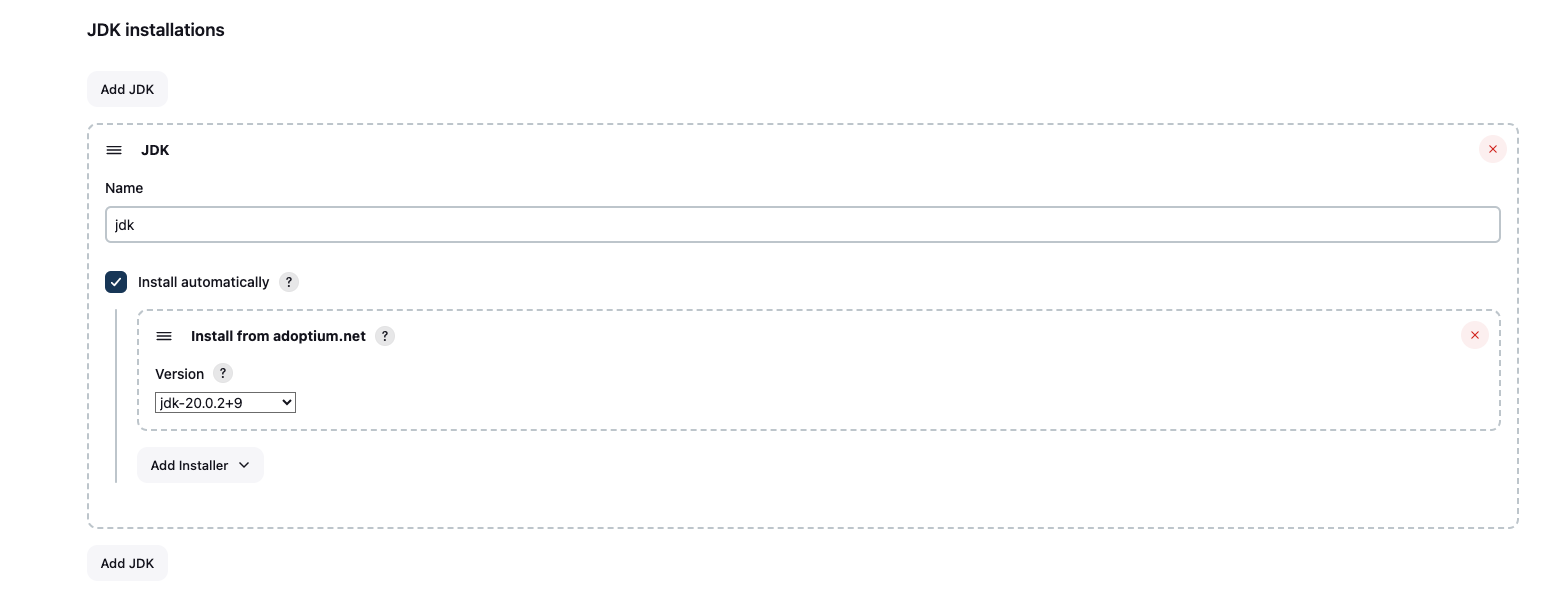 JDK installations
Add JDK
JDK
Name
jdk
Install automatically ?
Install from adoptium.net ?
Version ?
jdk-20.0.2+9
Add Installer
Add JDK